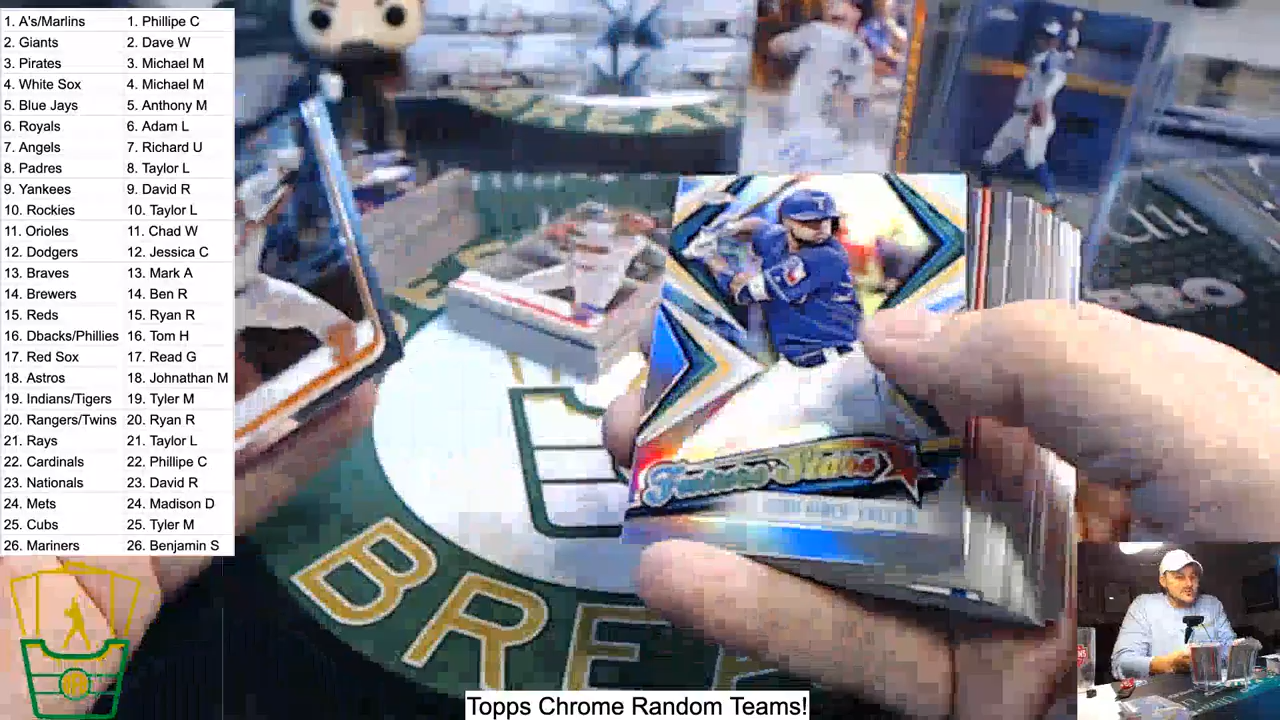 1. A's/Marlins 1. Phillipe C
2. Giants 2. Dave W
3. Pirates 3. Michael M
4. White Sox 4. Michael M
5. Blue Jays 5. Anthony M
6. Royals 6. Adam L
7. Angels 7. Richard U
8. Padres 8. Taylor L
9. Yankees 9. David R
10. Rockies 10. Taylor L
11. Orioles 11. Chad W
12. Dodgers 12. Jessica C
13. Braves 13. Mark A
14. Brewers 14. Ben R
15. Reds 15. Ryan R
16. Dbacks/Phillies 16. Tom H
17. Red Sox 17. Read G
18. Astros 18. Johnathan M
19. Indians/Tigers 19. Tyler M
20. Rangers/Twins 20. Ryan R
21. Rays 21. Taylor L
22. Cardinals 22. Phillipe C
23. Nationals 23. David R
24. Mets 24. Madison D
25. Cubs 25. Tyler M
26. Mariners 26. Benjamin S
BREAK
ult
PRO
T
Future Stars
BREA
Topps Chrome Random Teams!